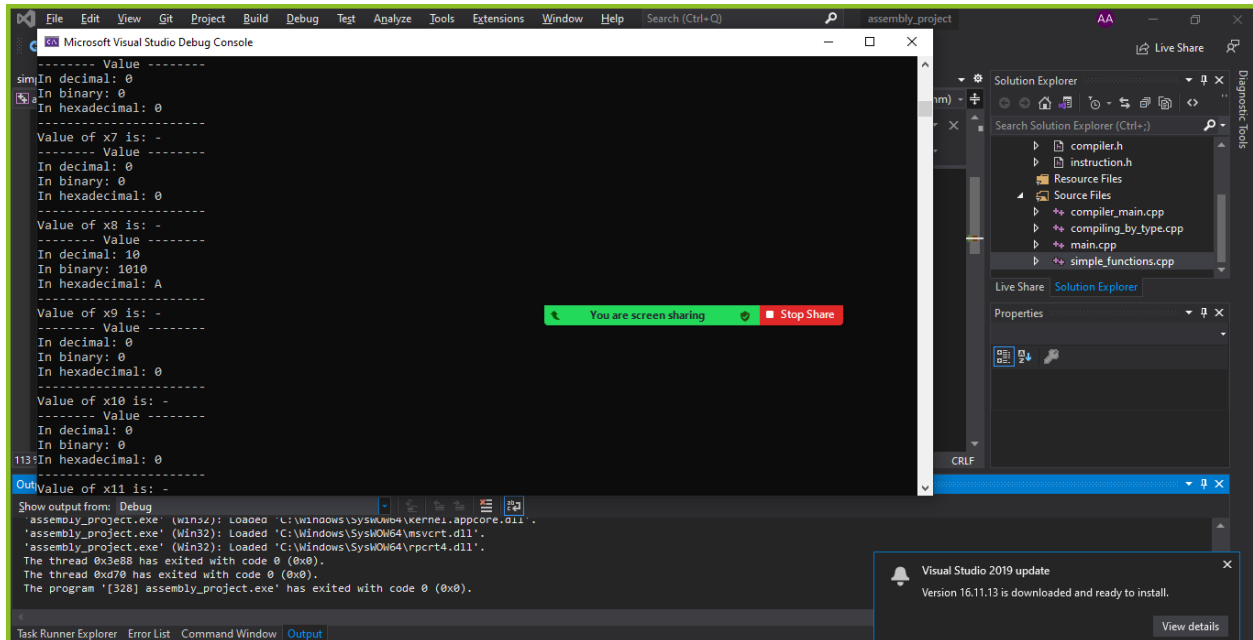 File Edit View Git Project Build Debug Test Analyze Tools Extensions Window Help Search (Ctrl+Q) assembly_project AA
Microsoft Visual Studio Debug Console
Live Share
-------- Value --------
In decimal: 0
In binary: 0
In hexadecimal: 0
-----------------------
Value of x7 is: -
-------- Value --------
In decimal: 0
In binary: 0
In hexadecimal: 0
-----------------------
Value of x8 is: -
-------- Value --------
In decimal: 10
In binary: 1010
In hexadecimal: A
-----------------------
Value of x9 is: -
-------- Value --------
In decimal: 0
In binary: 0
In hexadecimal: 0
-----------------------
Value of x10 is: -
-------- Value --------
In decimal: 0
In binary: 0
In hexadecimal: 0
-----------------------
Value of x11 is: -
You are screen sharing Stop Share
Solution Explorer
Search Solution Explorer (Ctrl+;)
compiler.h
instruction.h
Resource Files
Source Files
compiler_main.cpp
compiling_by_type.cpp
main.cpp
simple_functions.cpp
Live Share Solution Explorer
Properties
Diagnostic Tools
CRLF
Show output from: Debug
'assembly_project.exe' (Win32): Loaded 'C:\Windows\SysWOW64\kernel.appcore.dll'.
'assembly_project.exe' (Win32): Loaded 'C:\Windows\SysWOW64\msvcrt.dll'.
'assembly_project.exe' (Win32): Loaded 'C:\Windows\SysWOW64\rpcrt4.dll'.
The thread 0x3e88 has exited with code 0 (0x0).
The thread 0xd70 has exited with code 0 (0x0).
The program '[328] assembly_project.exe' has exited with code 0 (0x0).
Visual Studio 2019 update
Version 16.11.13 is downloaded and ready to install.
View details
Task Runner Explorer Error List Command Window Output